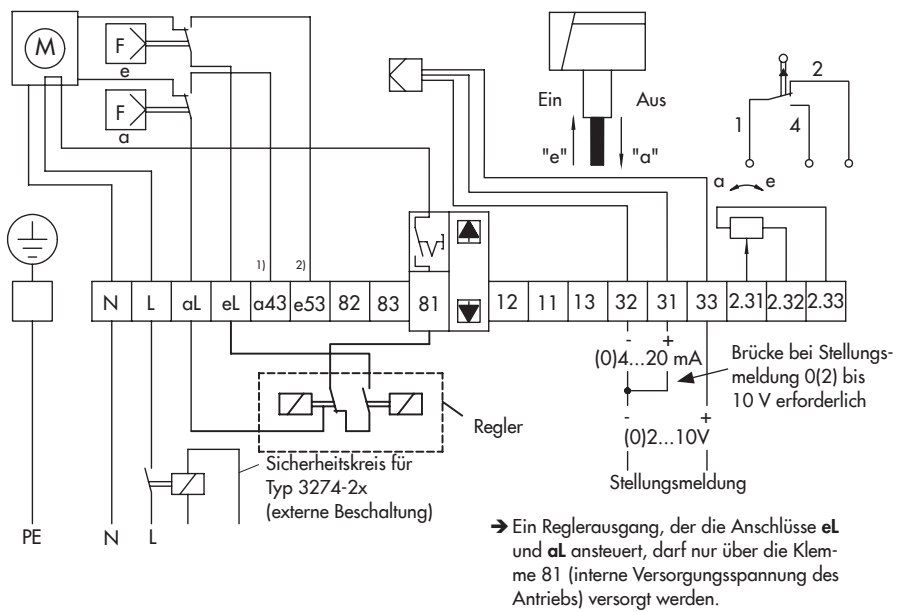 M
F
e
F
a
Ein
Aus
"e"
"a"
2
1
4
a
e
1)
2)
N
L
aL
eL
a43
e53
82
83
81
12
11
13
32
31
33
2.31
2.32
2.33
- +
(0)4...20 mA
Brücke bei Stellungs-
meldung 0(2) bis
10 V erforderlich
- +
(0)2...10V
Stellungsmeldung
Regler
Sicherheitskreis für
Typ 3274-2x
(externe Beschaltung)
PE
N
L
➔ Ein Reglerausgang, der die Anschlüsse eL
und aL ansteuert, darf nur über die Klem-
me 81 (interne Versorgungsspannung des
Antriebs) versorgt werden.